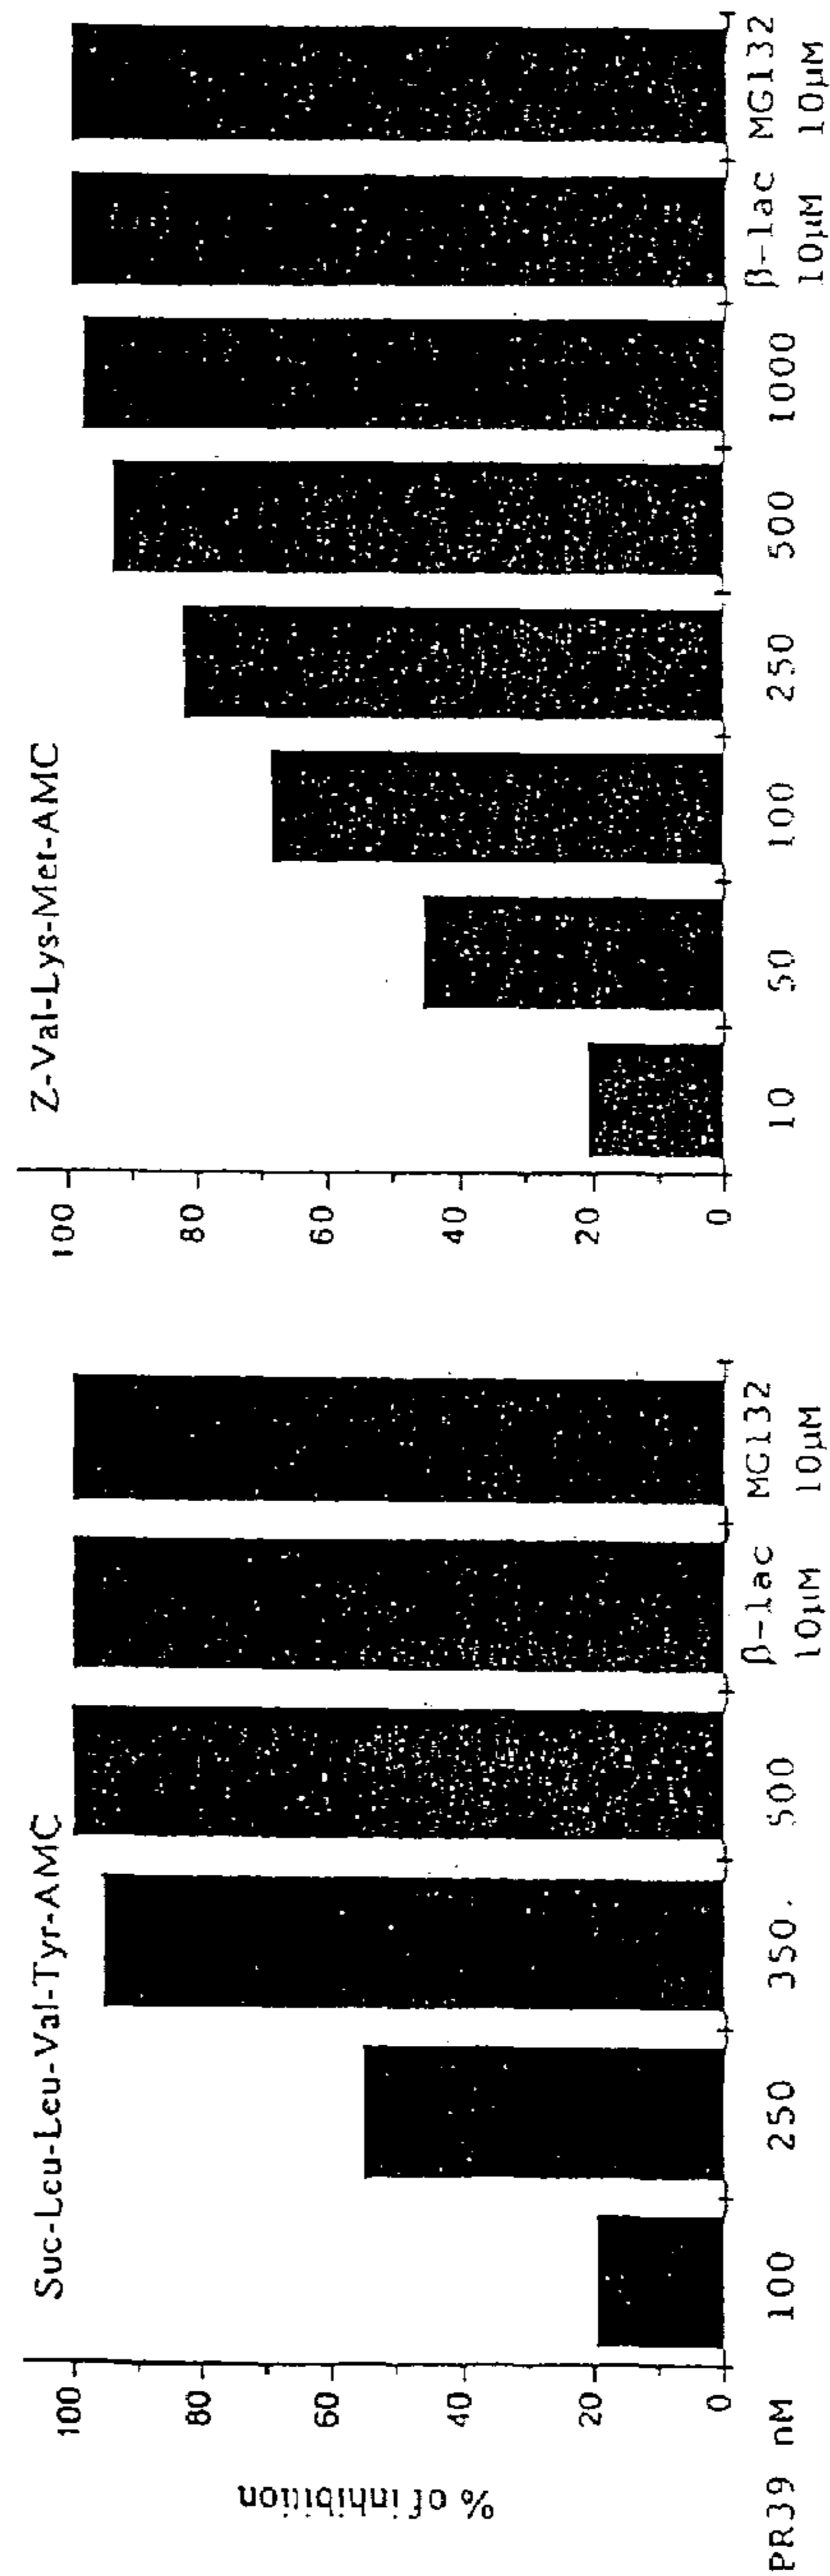 Suc-Leu-Leu-Val-Tyr-AMC
% of inhibition
100
80
60
40
20
0
PR39 nM 100 250 350. 500 β-lac MG132
10µM 10µM
Z-Val-Lys-Met-AMC
100
80
60
40
20
0
10 50 100 250 500 1000 β-lac MG132
10µM 10µM